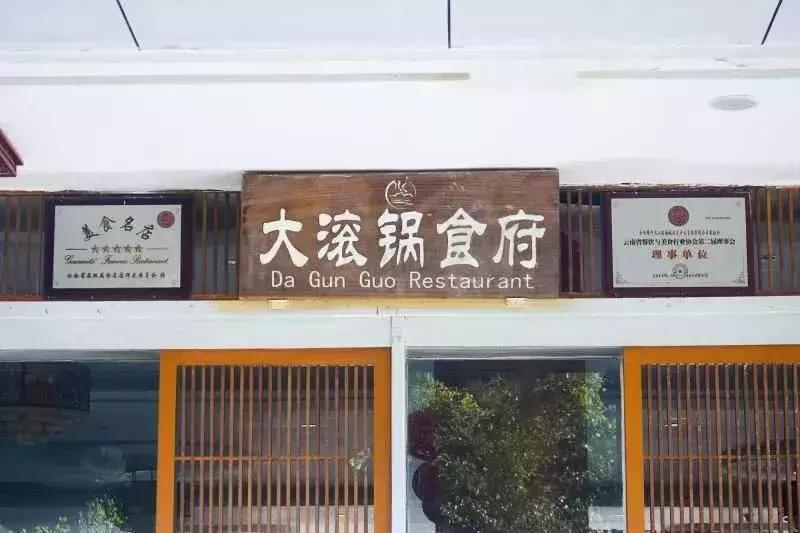 美食名店
★★★★★
Gourmets' Famous Restaurant
大滚锅食府
Da Gun Guo Restaurant
云南省餐饮与美食行业协会第二届理事会
理事单位